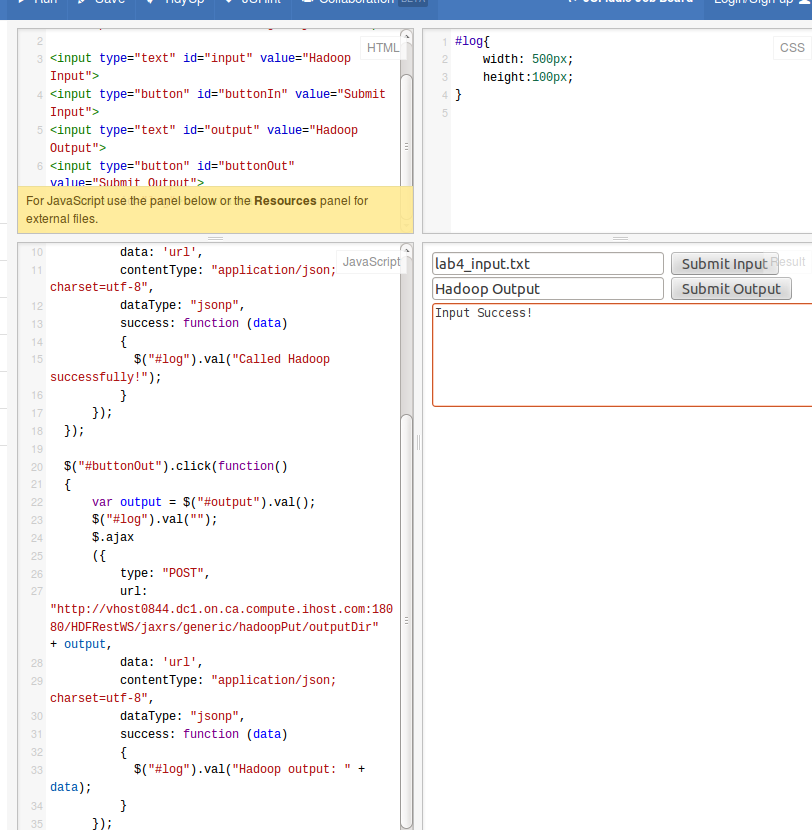 Run Save TidyUp JSHint Collaboration BETA JSFiddle Job Board Login/Sign up
2
HTML
3 <input type="text" id="input" value="Hadoop
Input">
4 <input type="button" id="buttonIn" value="Submit
Input">
5 <input type="text" id="output" value="Hadoop
Output">
6 <input type="button" id="buttonOut"
value="Submit Output">
For JavaScript use the panel below or the Resources panel for
external files.
CSS
1 #log{
2 width: 500px;
3 height:100px;
4 }
5
JavaScript
10 data: 'url',
11 contentType: "application/json;
charset=utf-8",
12 dataType: "jsonp",
13 success: function (data)
14 {
15 $("#log").val("Called Hadoop
successfully!");
16 }
17 });
18 });
19
20 $("#buttonOut").click(function()
21 {
22 var output = $("#output").val();
23 $("#log").val("");
24 $.ajax
25 ({
26 type: "POST",
27 url:
"http://vhost0844.dc1.on.ca.compute.ihost.com:180
80/HDFRestWS/jaxrs/generic/hadoopPut/outputDir"
+ output,
28 data: 'url',
29 contentType: "application/json;
charset=utf-8",
30 dataType: "jsonp",
31 success: function (data)
32 {
33 $("#log").val("Hadoop output: " +
data);
34 }
35 });
lab4_input.txt Submit Input Result
Hadoop Output Submit Output
Input Success!